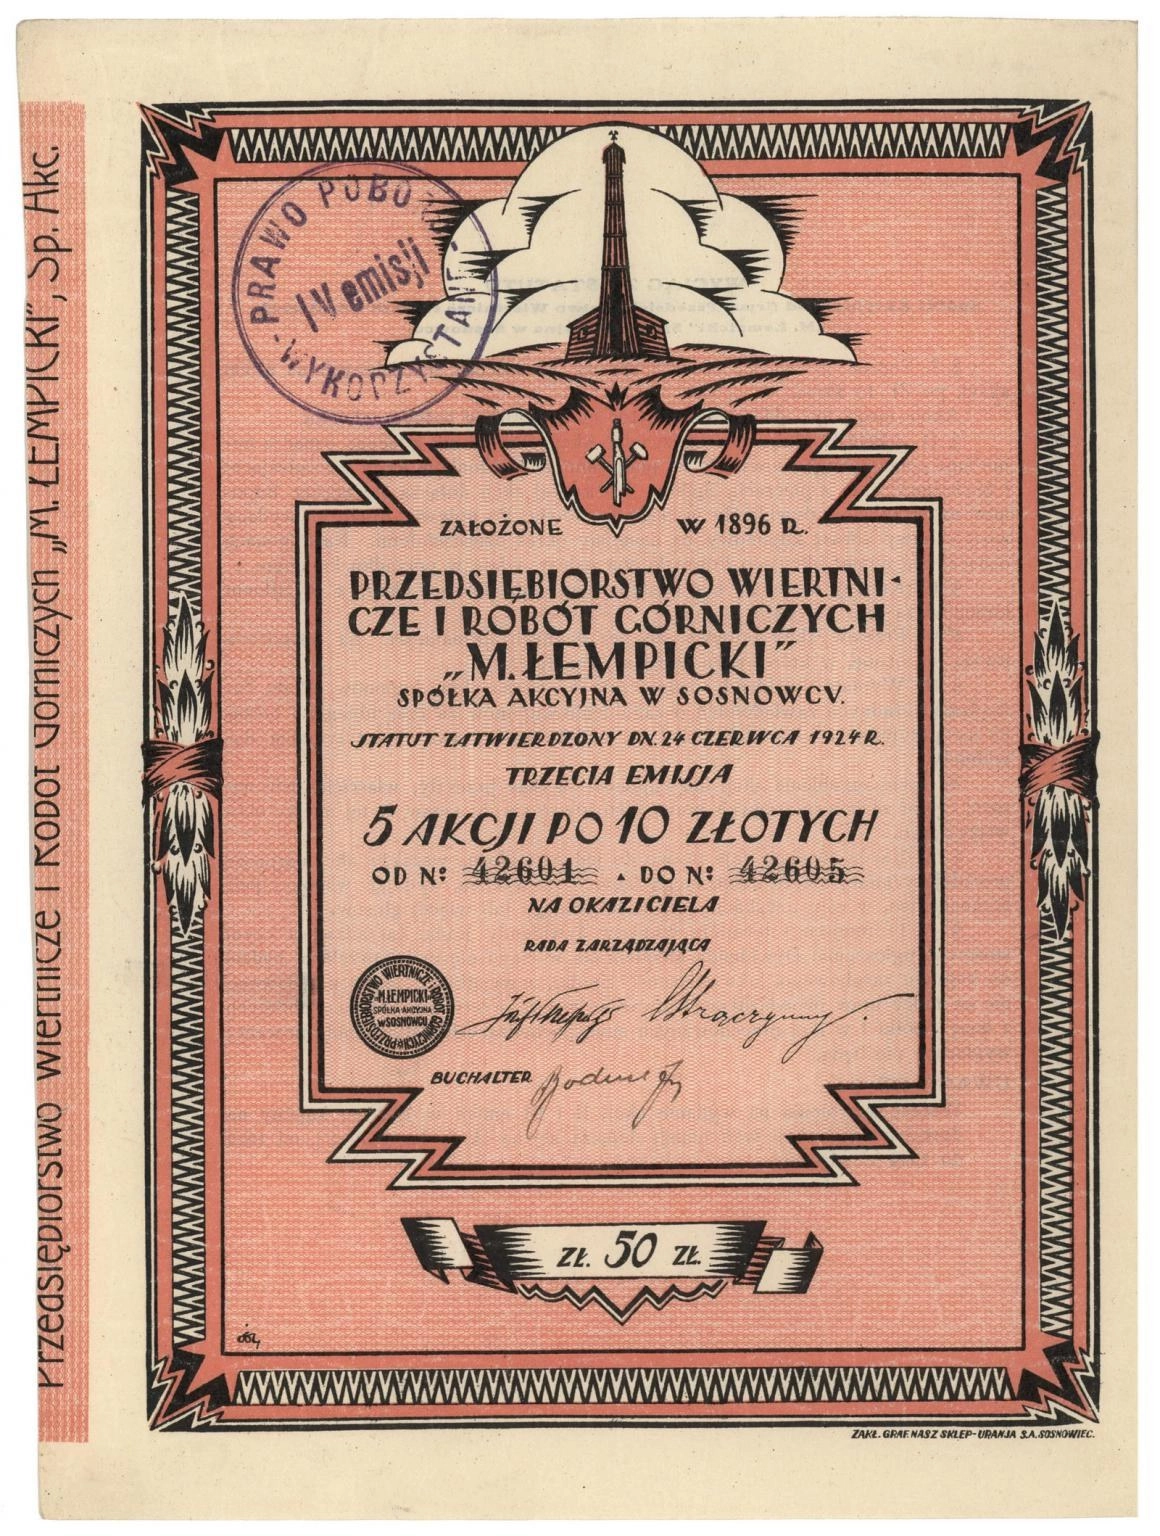 Przedsiębiorstwo Wiertnicze i Robót Górniczych „M. ŁEMPICKI”, Sp. Akc.
PRAWO POBO
IV emisji
WYKORZYSTANE
ZAŁOŻONE W 1896 R.
PRZEDSIĘBIORSTWO WIERTNI-
CZE I ROBÓT GÓRNICZYCH
„M. ŁEMPICKI”
SPÓŁKA AKCYJNA W SOSNOWCU.
STATUT ZATWIERDZONY DN. 24 CZERWCA 1924 R.
TRZECIA EMISJA
5 AKCJI PO 10 ZŁOTYCH
OD Nº 42601 DO Nº 42605
NA OKAZICIELA
RADA ZARZĄDZAJĄCA
PRZEDSIĘBIORSTWO WIERTNICZE I ROBÓT GÓRNICZYCH
„M. ŁEMPICKI”
SPÓŁKA AKCYJNA
W SOSNOWCU
BUCHALTER
ZŁ. 50 ZŁ.
ZAKŁ. GRAF. NASZ SKLEP-URANJA S.A. SOSNOWIEC.